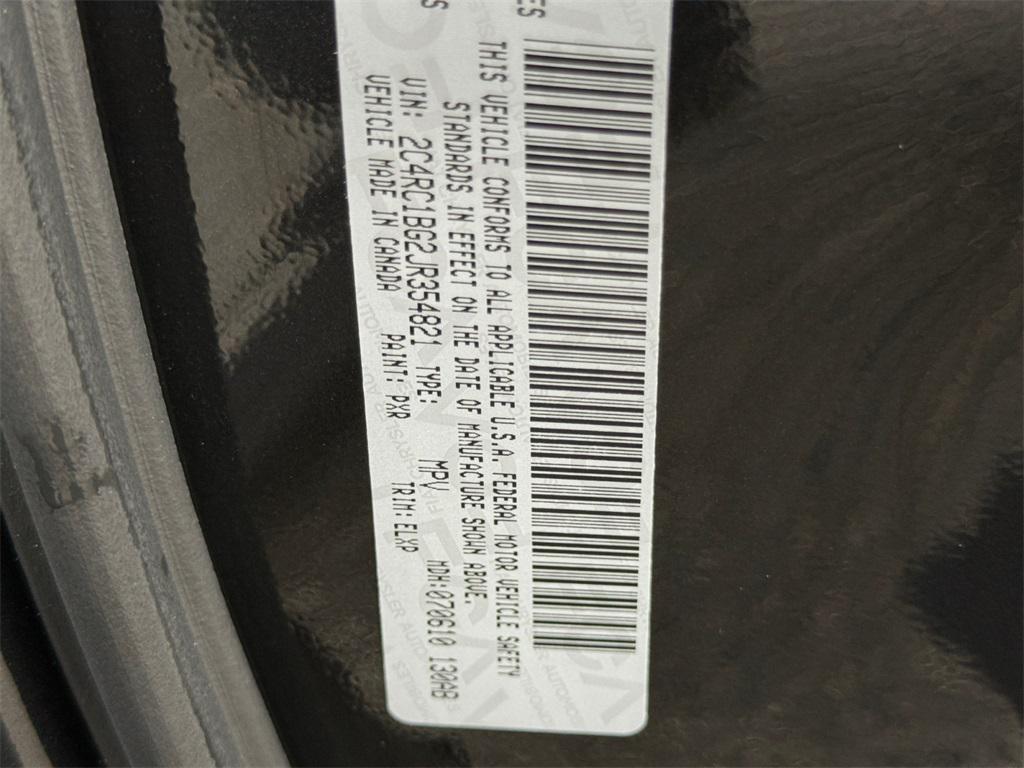 THIS VEHICLE CONFORMS TO ALL APPLICABLE U.S.A. FEDERAL MOTOR VEHICLE SAFETY
STANDARDS IN EFFECT ON THE DATE OF MANUFACTURE SHOWN ABOVE.
VIN: 2C4RC1BG2JR354821 TYPE: MPV MDH:070610 130AB
VEHICLE MADE IN CANADA PAINT: PXR TRIM: ELXP